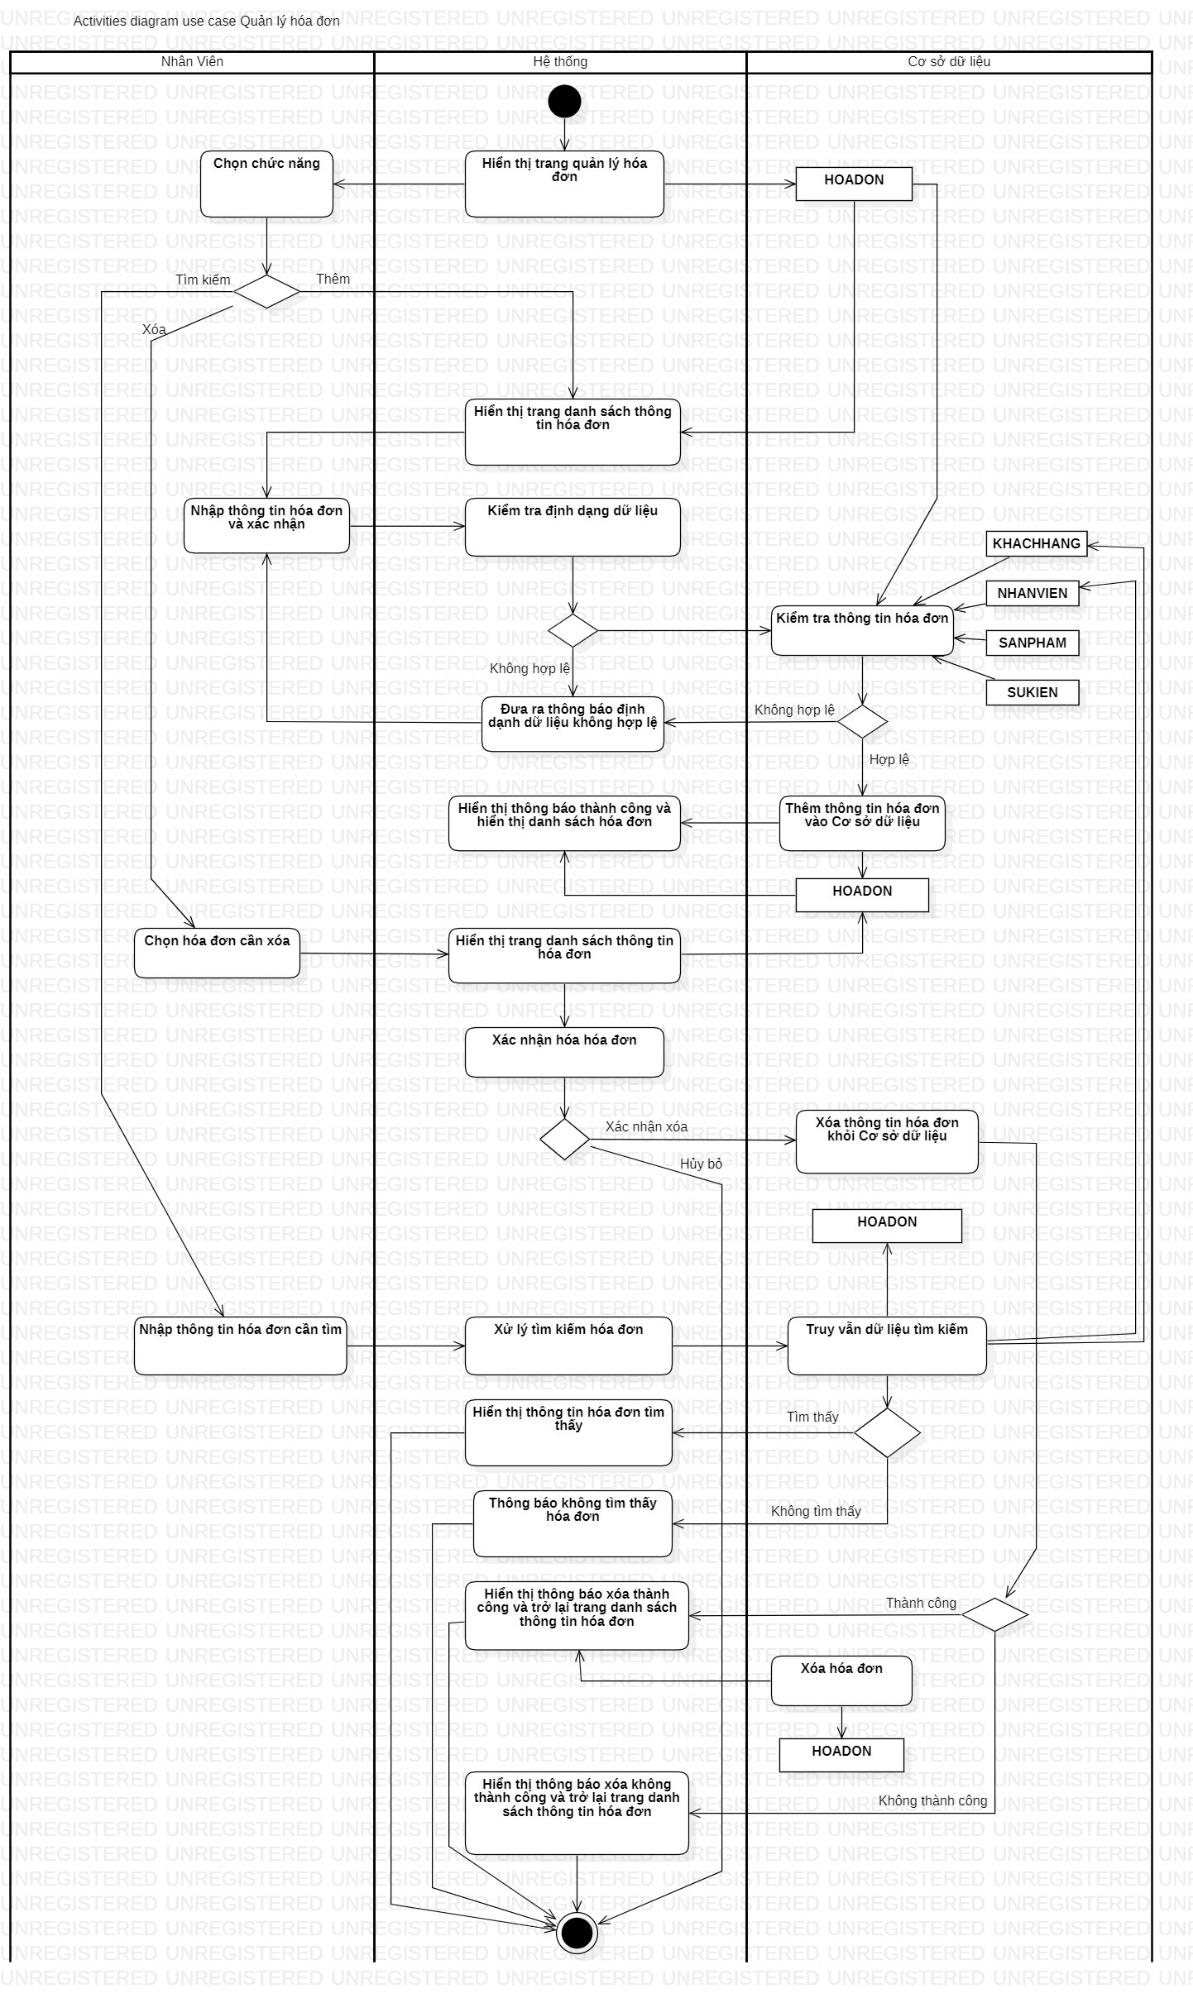 Activities diagram use case Quản lý hóa đơn
Nhân Viên
Hệ thống
Cơ sở dữ liệu
Chọn chức năng
Hiển thị trang quản lý hóa
đơn
HOADON
Tìm kiếm
Thêm
Xóa
Hiển thị trang danh sách thông
tin hóa đơn
Nhập thông tin hóa đơn
và xác nhận
Kiểm tra định dạng dữ liệu
KHACHHANG
NHANVIEN
Kiểm tra thông tin hóa đơn
SANPHAM
SUKIEN
Không hợp lệ
Đưa ra thông báo định
dạnh dữ liệu không hợp lệ
Không hợp lệ
Hợp lệ
Hiển thị thông báo thành công và
hiển thị danh sách hóa đơn
Thêm thông tin hóa đơn
vào Cơ sở dữ liệu
HOADON
Chọn hóa đơn cần xóa
Hiển thị trang danh sách thông tin
hóa đơn
Xác nhận hóa hóa đơn
Xác nhận xóa
Hủy bỏ
Xóa thông tin hóa đơn
khỏi Cơ sở dữ liệu
HOADON
Nhập thông tin hóa đơn cần tìm
Xử lý tìm kiếm hóa đơn
Truy vấn dữ liệu tìm kiếm
Hiển thị thông tin hóa đơn tìm
thấy
Tìm thấy
Thông báo không tìm thấy
hóa đơn
Không tìm thấy
Hiển thị thông báo xóa thành
công và trở lại trang danh sách
thông tin hóa đơn
Thành công
Xóa hóa đơn
HOADON
Hiển thị thông báo xóa không
thành công và trở lại trang danh
sách thông tin hóa đơn
Không thành công
UNREGISTERED